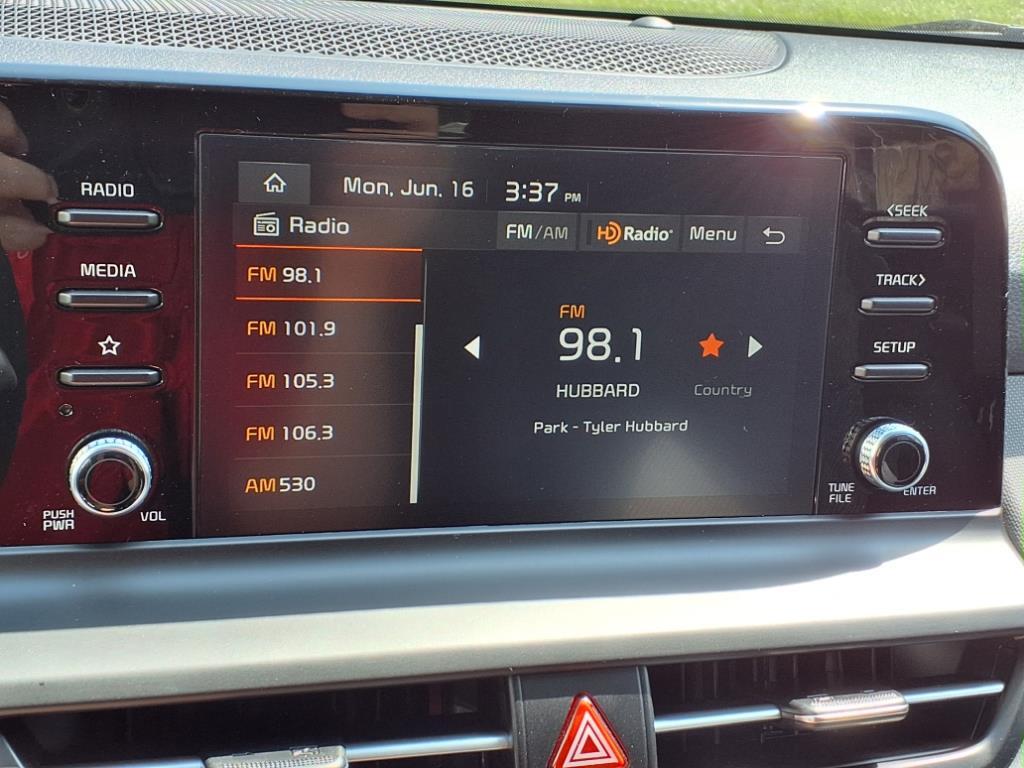 RADIO
MEDIA
PUSH
PWR
VOL
Mon, Jun. 16 3:37 PM
Radio FM/AM HD Radio Menu
FM 98.1
FM 101.9
FM 105.3
FM 106.3
AM 530
FM
98.1
HUBBARD
Country
Park - Tyler Hubbard
<SEEK
TRACK>
SETUP
TUNE
FILE
ENTER